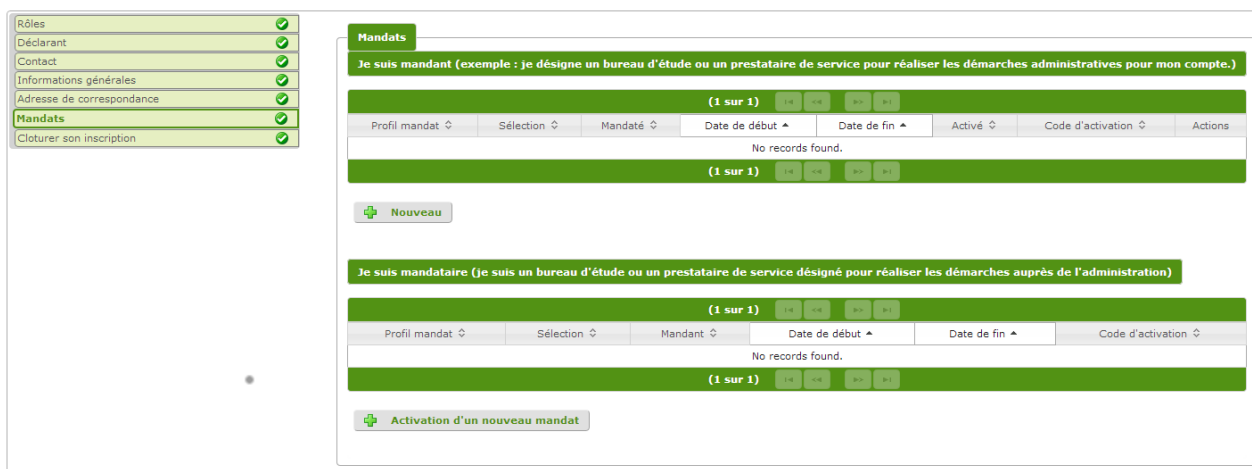 Rôles
Déclarant
Contact
Informations générales
Adresse de correspondance
Mandats
Cloturer son inscription
Mandats
Je suis mandant (exemple : je désigne un bureau d'étude ou un prestataire de service pour réaliser les démarches administratives pour mon compte.)
(1 sur 1)
Profil mandat Sélection Mandaté Date de début Date de fin Activé Code d'activation Actions
No records found.
(1 sur 1)
Nouveau
Je suis mandataire (je suis un bureau d'étude ou un prestataire de service désigné pour réaliser les démarches auprès de l'administration)
(1 sur 1)
Profil mandat Sélection Mandant Date de début Date de fin Code d'activation
No records found.
(1 sur 1)
Activation d'un nouveau mandat